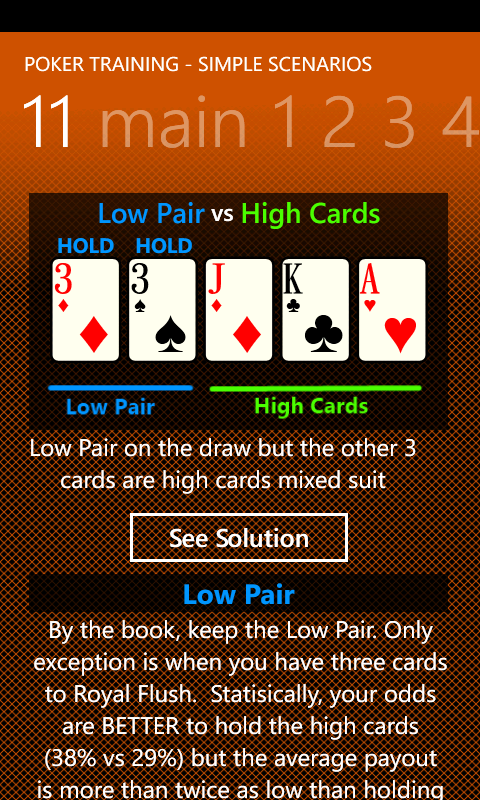 POKER TRAINING - SIMPLE SCENARIOS
11 main 1 2 3 4
Low Pair vs High Cards
HOLD HOLD
3 3 J K A
Low Pair High Cards
Low Pair on the draw but the other 3
cards are high cards mixed suit
See Solution
Low Pair
By the book, keep the Low Pair. Only
exception is when you have three cards
to Royal Flush. Statisically, your odds
are BETTER to hold the high cards
(38% vs 29%) but the average payout
is more than twice as low than holding